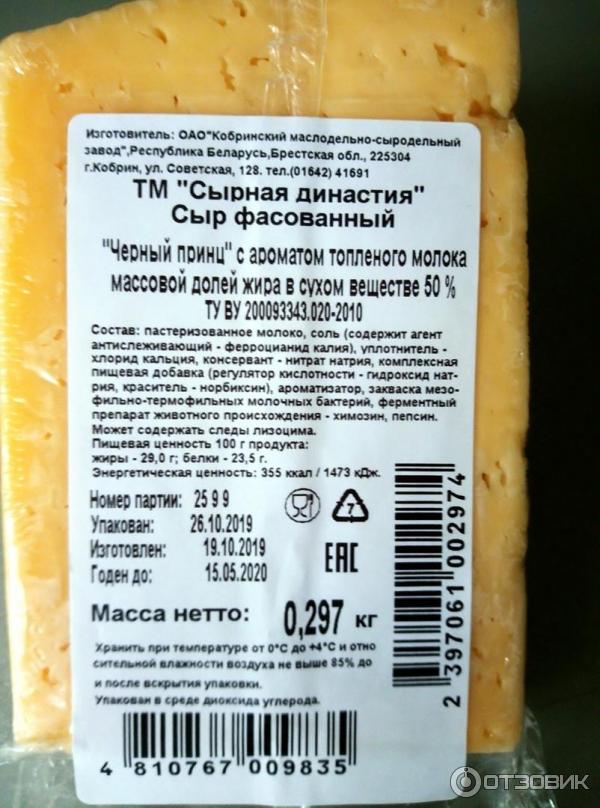 Изготовитель: ОАО"Кобринский маслодельно-сыродельный
завод",Республика Беларусь,Брестская обл., 225304
г.Кобрин, ул. Советская, 128. тел.(01642) 41691
ТМ "Сырная династия"
Сыр фасованный
"Черный принц" с ароматом топленого молока
массовой долей жира в сухом веществе 50 %
ТУ BY 200093343.020-2010
Состав: пастеризованное молоко, соль (содержит агент
антислеживающий - ферроцианид калия), уплотнитель -
хлорид кальция, консервант - нитрат натрия, комплексная
пищевая добавка (регулятор кислотности - гидроксид нат-
рия, краситель - норбиксин), ароматизатор, закваска мезо-
фильно-термофильных молочных бактерий, ферментный
препарат животного происхождения - химозин, пепсин.
Может содержать следы лизоцима.
Пищевая ценность 100 г продукта:
жиры - 29,0 г; белки - 23,5 г.
Энергетическая ценность: 355 ккал / 1473 кДж.
Номер партии: 25 9 9
Упакован: 26.10.2019
Изготовлен: 19.10.2019
Годен до: 15.05.2020
7
EAC
Масса нетто: 0,297 кг
Хранить при температуре от 0°С до +4°С и отно
сительной влажности воздуха не выше 85% до
и после вскрытия упаковки.
Упакован в среде диоксида углерода.
4 810767 009835
2 397061 002974
ОТЗОВИК